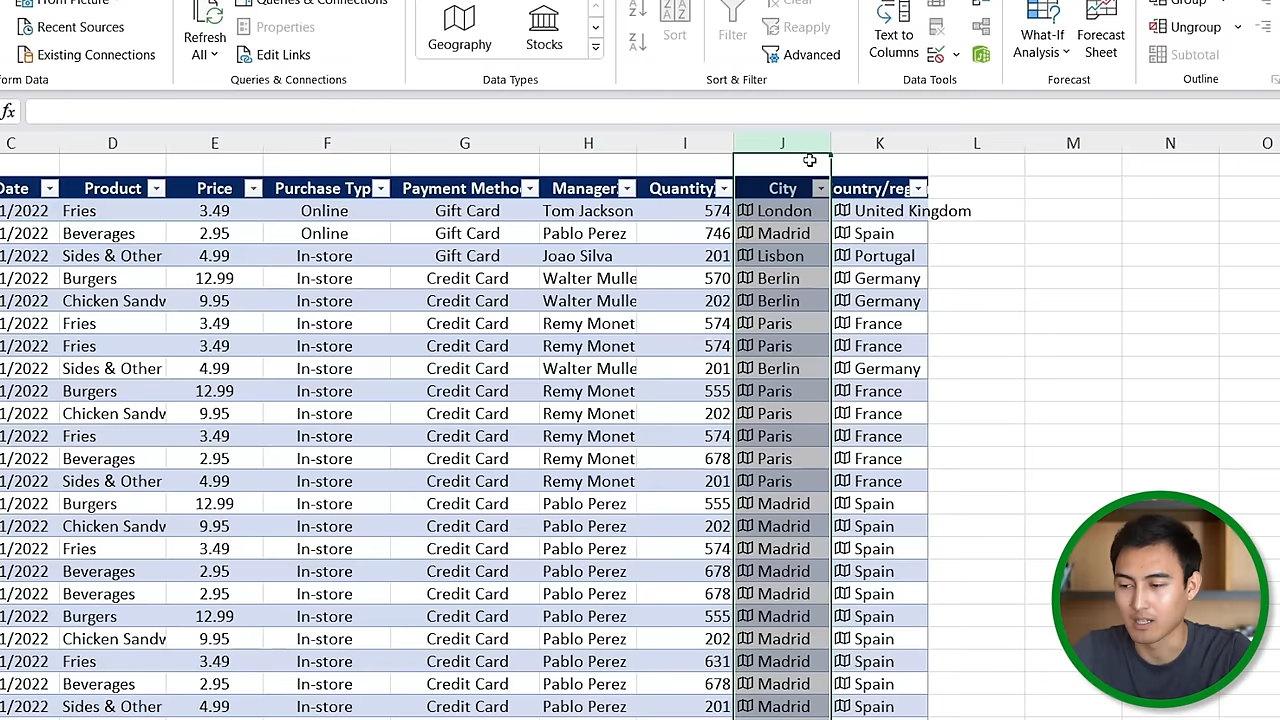 From Picture Queries & Connections Clear Group
Recent Sources Refresh Properties Geography Stocks Sort Filter Reapply Text to What-If Forecast Ungroup
Existing Connections All Edit Links Advanced Columns Analysis Sheet Subtotal
Data Queries & Connections Data Types Sort & Filter Data Tools Forecast Outline
fx
C D E F G H I J K L M N O
Date Product Price Purchase Typ Payment Metho Manager Quantity City ountry/reg
1/2022 Fries 3.49 Online Gift Card Tom Jackson 574 London United Kingdom
1/2022 Beverages 2.95 Online Gift Card Pablo Perez 746 Madrid Spain
1/2022 Sides & Other 4.99 In-store Gift Card Joao Silva 201 Lisbon Portugal
1/2022 Burgers 12.99 In-store Credit Card Walter Mulle 570 Berlin Germany
1/2022 Chicken Sandw 9.95 In-store Credit Card Walter Mulle 202 Berlin Germany
1/2022 Fries 3.49 In-store Credit Card Remy Monet 574 Paris France
1/2022 Fries 3.49 In-store Credit Card Remy Monet 574 Paris France
1/2022 Sides & Other 4.99 In-store Credit Card Walter Mulle 201 Berlin Germany
1/2022 Burgers 12.99 In-store Credit Card Remy Monet 555 Paris France
1/2022 Chicken Sandw 9.95 In-store Credit Card Remy Monet 202 Paris France
1/2022 Fries 3.49 In-store Credit Card Remy Monet 574 Paris France
1/2022 Beverages 2.95 In-store Credit Card Remy Monet 678 Paris France
1/2022 Sides & Other 4.99 In-store Credit Card Remy Monet 201 Paris France
1/2022 Burgers 12.99 In-store Credit Card Pablo Perez 555 Madrid Spain
1/2022 Chicken Sandw 9.95 In-store Credit Card Pablo Perez 202 Madrid Spain
1/2022 Fries 3.49 In-store Credit Card Pablo Perez 574 Madrid Spain
1/2022 Beverages 2.95 In-store Credit Card Pablo Perez 678 Madrid Spain
1/2022 Beverages 2.95 In-store Credit Card Pablo Perez 678 Madrid Spain
1/2022 Burgers 12.99 In-store Credit Card Pablo Perez 555 Madrid Spain
1/2022 Chicken Sandw 9.95 In-store Credit Card Pablo Perez 202 Madrid Spain
1/2022 Fries 3.49 In-store Credit Card Pablo Perez 631 Madrid Spain
1/2022 Beverages 2.95 In-store Credit Card Pablo Perez 678 Madrid Spain
1/2022 Sides & Other 4.99 In-store Credit Card Pablo Perez 201 Madrid Spain